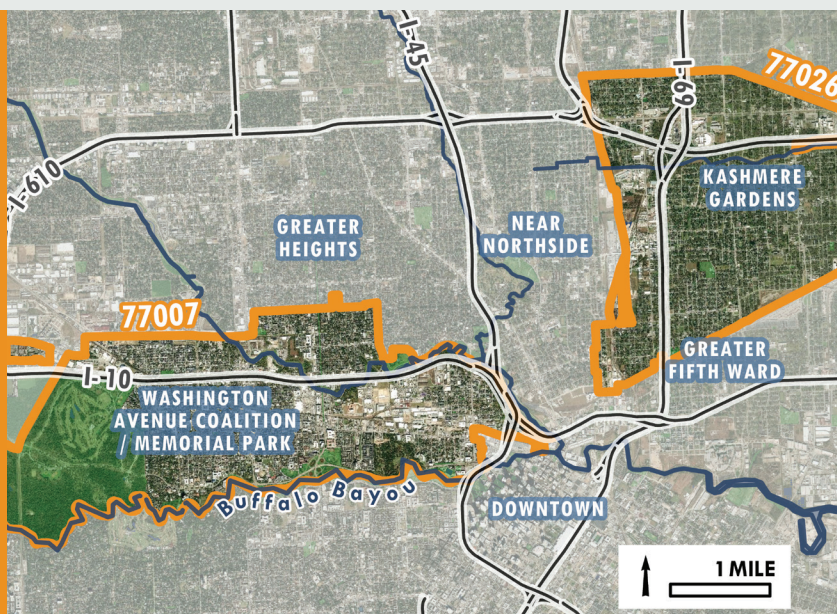 I-45
I-69
77026
I-610
KASHMERE
GARDENS
GREATER
HEIGHTS
NEAR
NORTHSIDE
77007
GREATER
FIFTH WARD
I-10
WASHINGTON
AVENUE COALITION
/ MEMORIAL PARK
Buffalo Bayou
DOWNTOWN
1 MILE